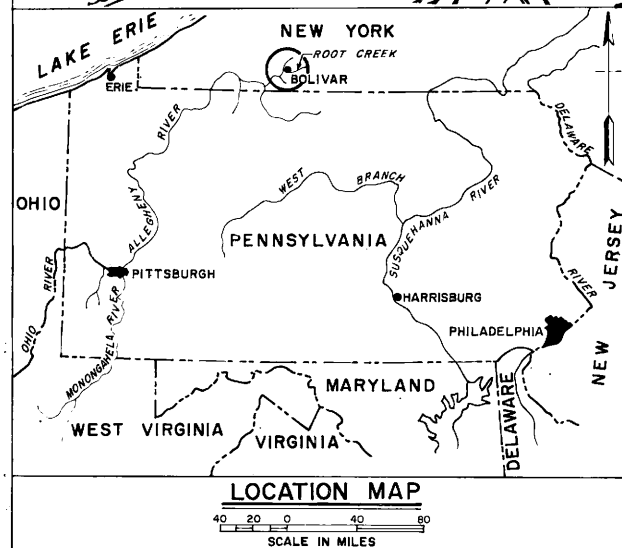 NEW YORK
LAKE ERIE
ROOT CREEK
BOLIVAR
ERIE
ALLEGHENY RIVER
DELAWARE RIVER
WEST BRANCH
SUSQUEHANNA RIVER
OHIO
PENNSYLVANIA
NEW JERSEY
OHIO RIVER
PITTSBURGH
HARRISBURG
PHILADELPHIA
MONONGAHELA RIVER
MARYLAND
WEST VIRGINIA
VIRGINIA
DELAWARE
LOCATION MAP
40 20 0 40 80
SCALE IN MILES